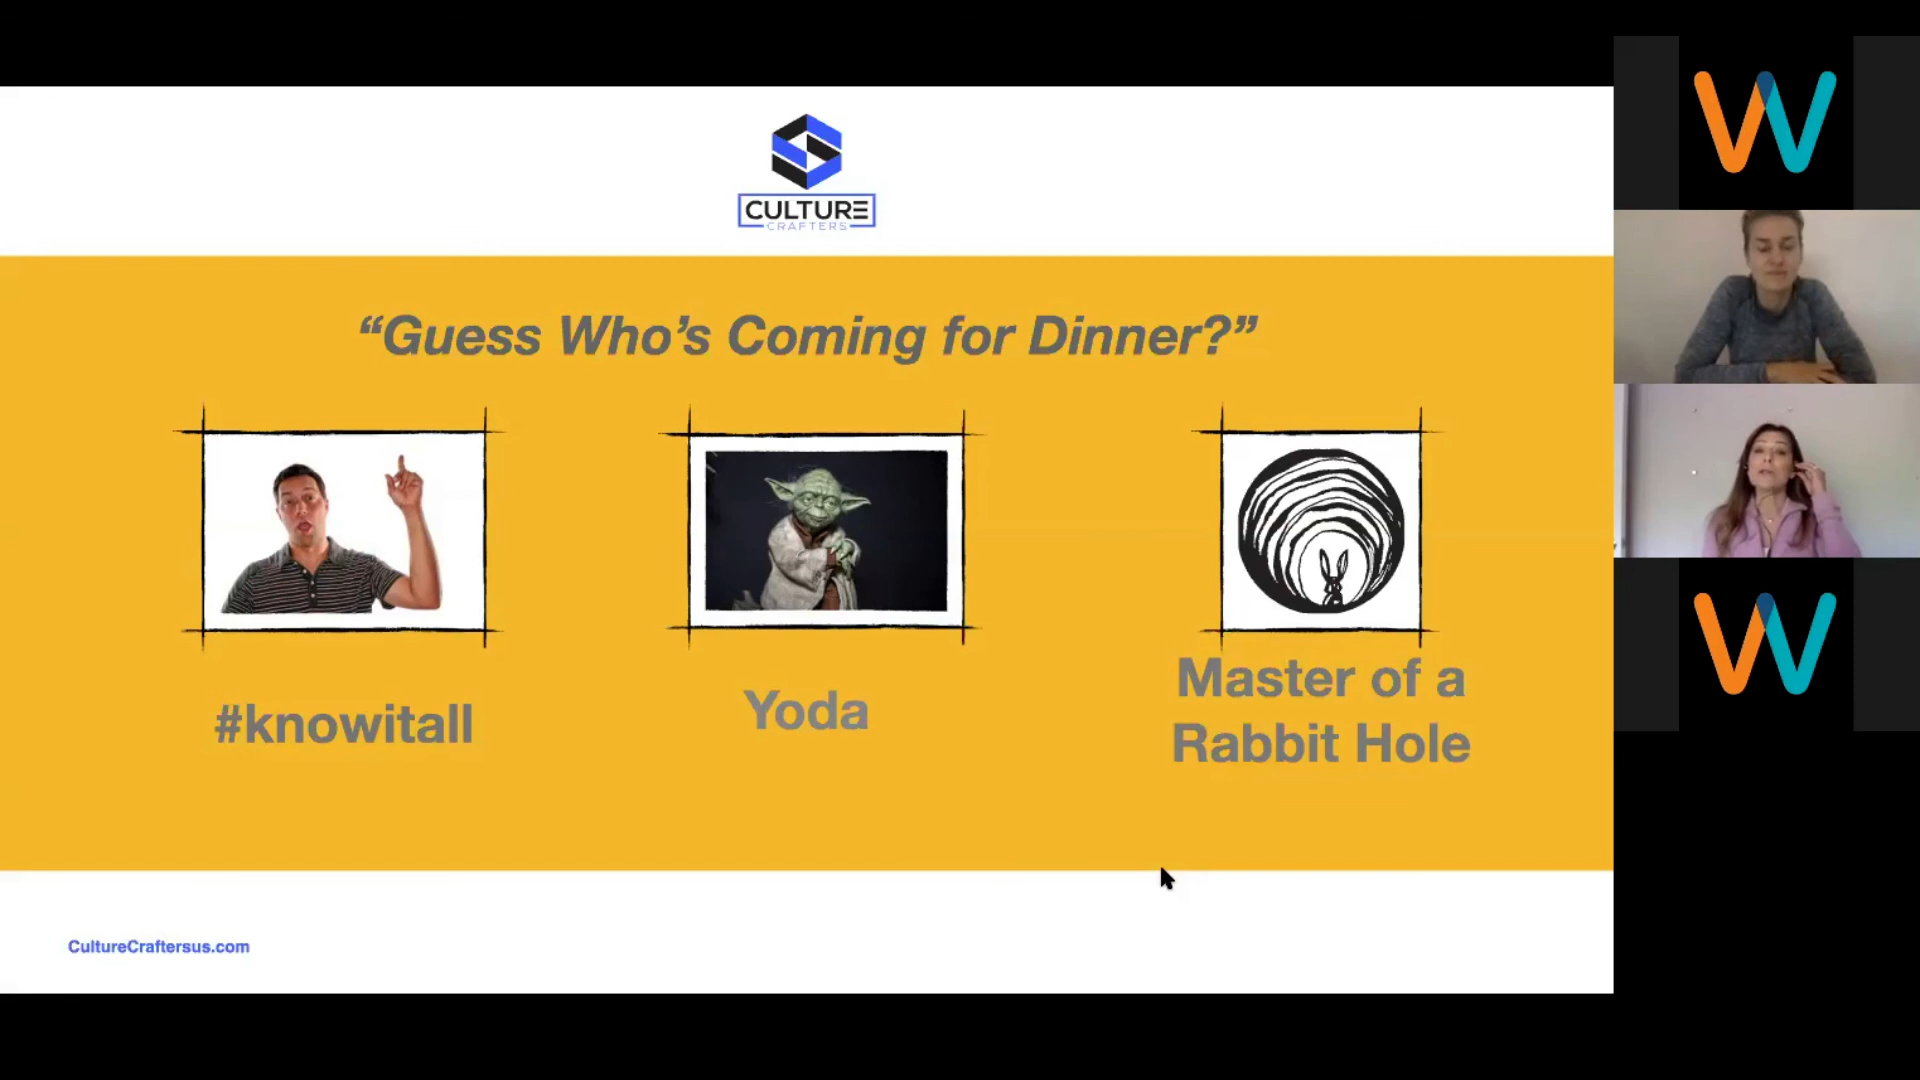 CULTURE
CRAFTERS
“Guess Who’s Coming for Dinner?”
#knowitall
Yoda
Master of a
Rabbit Hole
CultureCraftersus.com